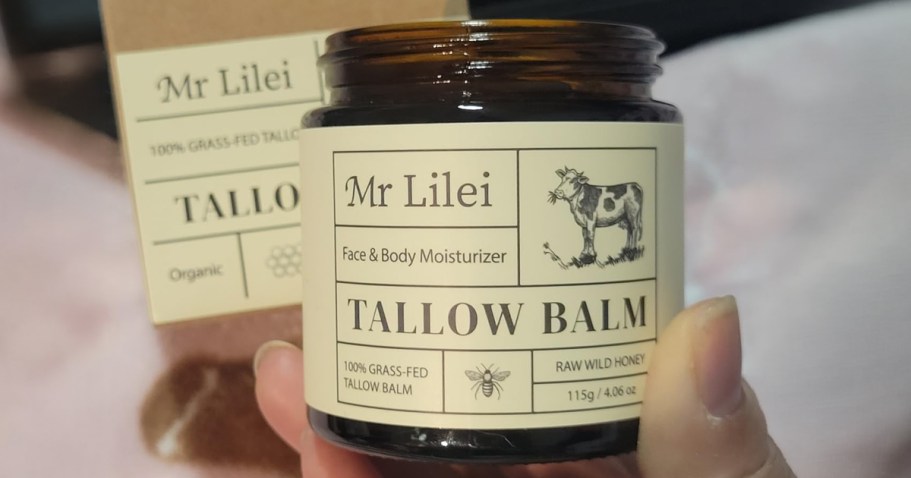 Mr Lilei
100% GRASS-FED TALLO
TALLO
Organic
Mr Lilei
Face & Body Moisturizer
TALLOW BALM
100% GRASS-FED
TALLOW BALM
RAW WILD HONEY
115g / 4.06 oz